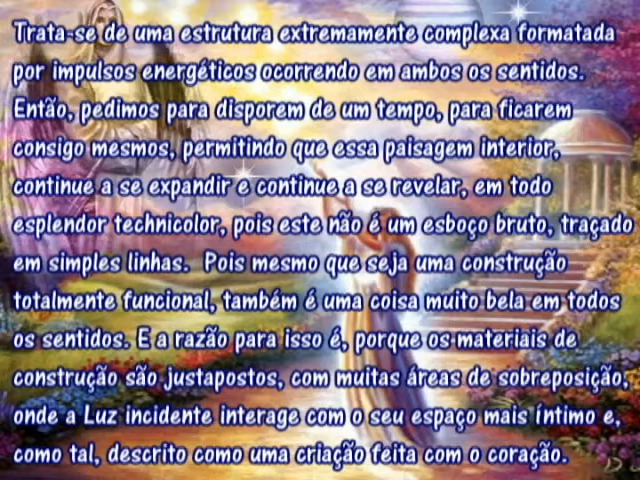 Trata-se de uma estrutura extremamente complexa formatada
por impulsos energéticos ocorrendo em ambos os sentidos.
Então, pedimos para disporem de um tempo, para ficarem
consigo mesmos, permitindo que essa paisagem interior,
continue a se expandir e continue a se revelar, em todo
esplendor technicolor, pois este não é um esboço bruto, traçado
em simples linhas. Pois mesmo que seja uma construção
totalmente funcional, também é uma coisa muito bela em todos
os sentidos. E a razão para isso é, porque os materiais de
construção são justapostos, com muitas áreas de sobreposição,
onde a Luz incidente interage com o seu espaço mais íntimo e,
como tal, descrito como uma criação feita com o coração.